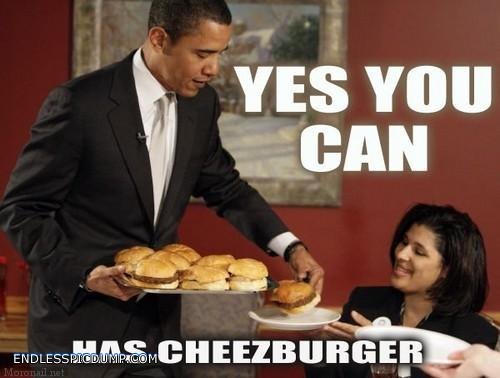 YES YOU
CAN
HAS CHEEZBURGER
ENDLESSPICDUMP.COM
Moronail.net